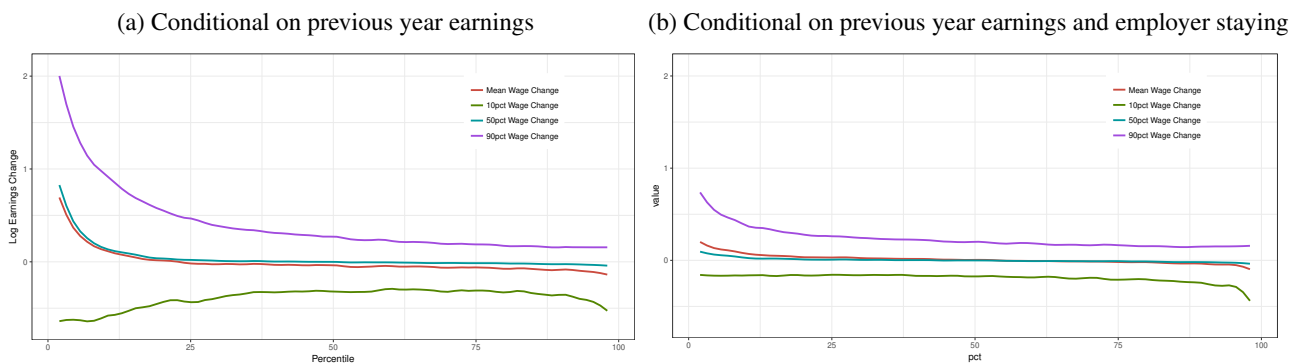 (a) Conditional on previous year earnings
Log Earnings Change
2
1
0
Mean Wage Change
10pct Wage Change
50pct Wage Change
90pct Wage Change
0
25
50
75
100
Percentile
(b) Conditional on previous year earnings and employer staying
value
2
1
0
Mean Wage Change
10pct Wage Change
50pct Wage Change
90pct Wage Change
0
25
50
75
100
pct